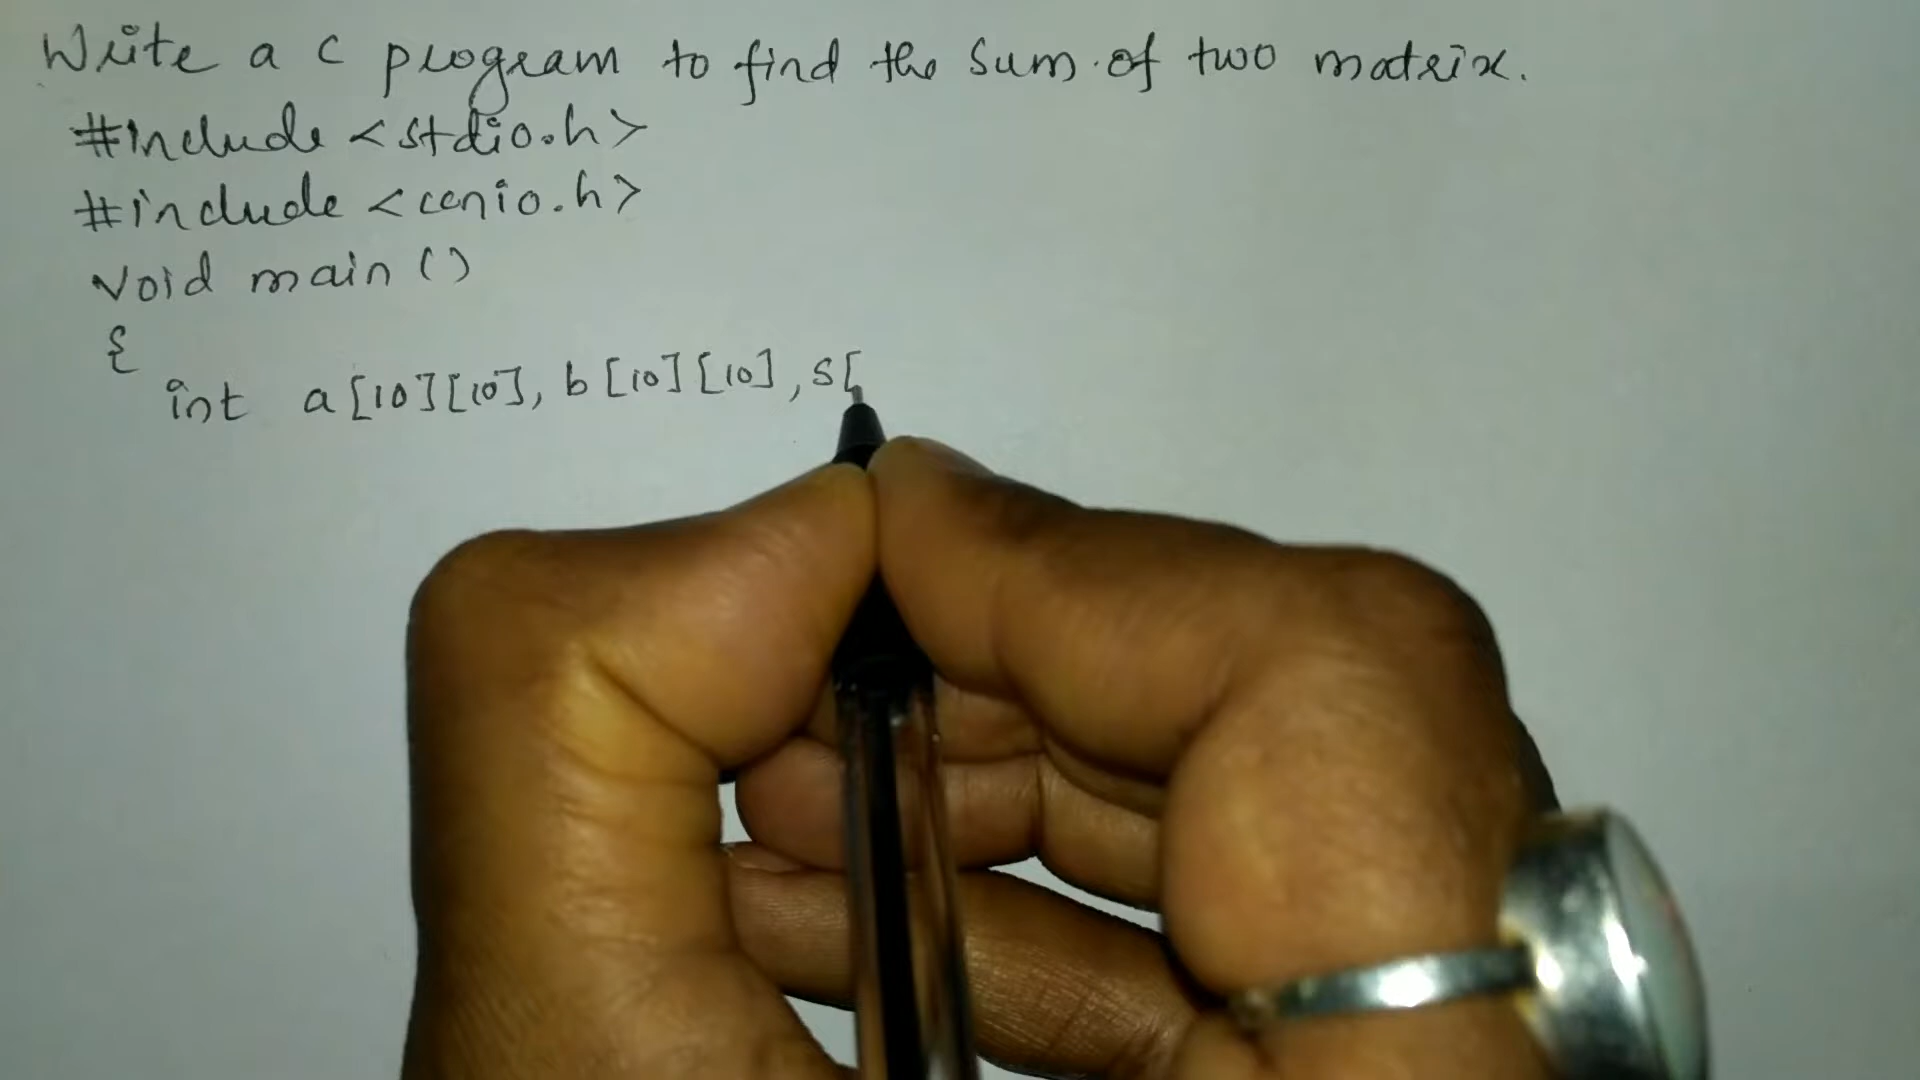 Write a c program to find the sum of two matrix.
#include <stdio.h>
#include <conio.h>
void main ()
{
int a[10][10], b[10][10], s[